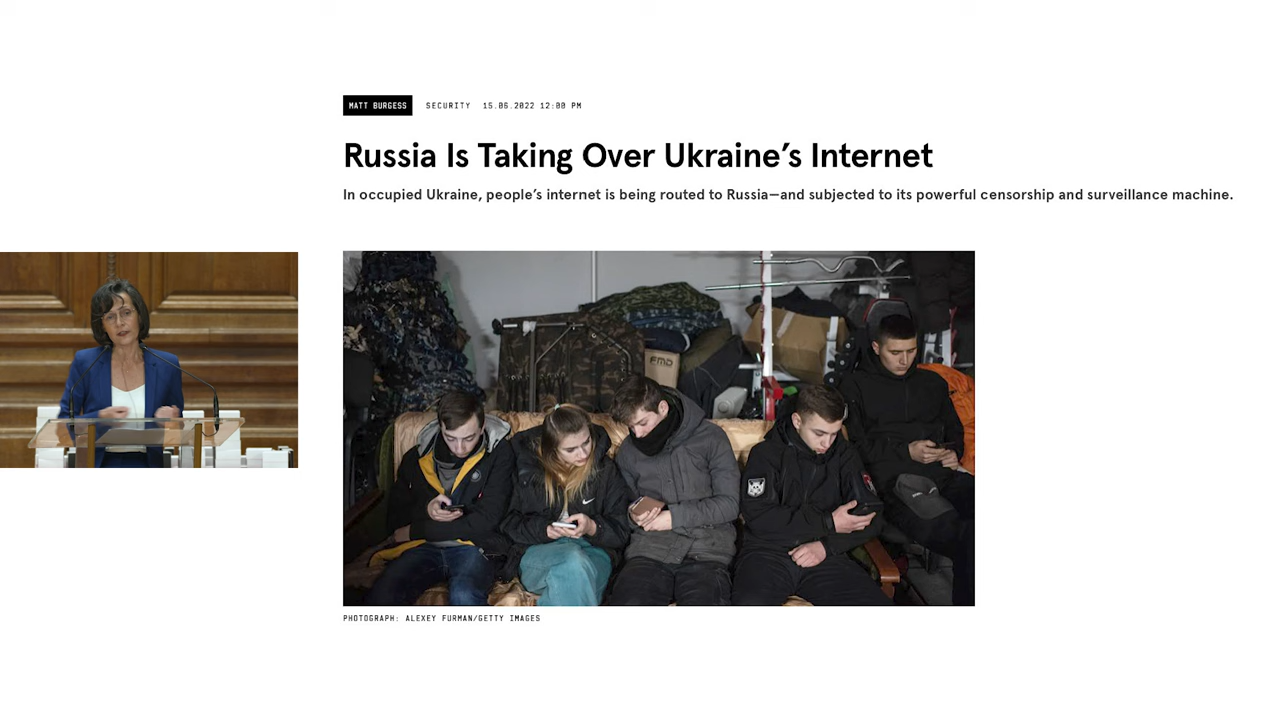 MATT BURGESS SECURITY 15.06.2022 12:00 PM
Russia Is Taking Over Ukraine’s Internet
In occupied Ukraine, people’s internet is being routed to Russia—and subjected to its powerful censorship and surveillance machine.
FMD
PHOTOGRAPH: ALEXEY FURMAN/GETTY IMAGES